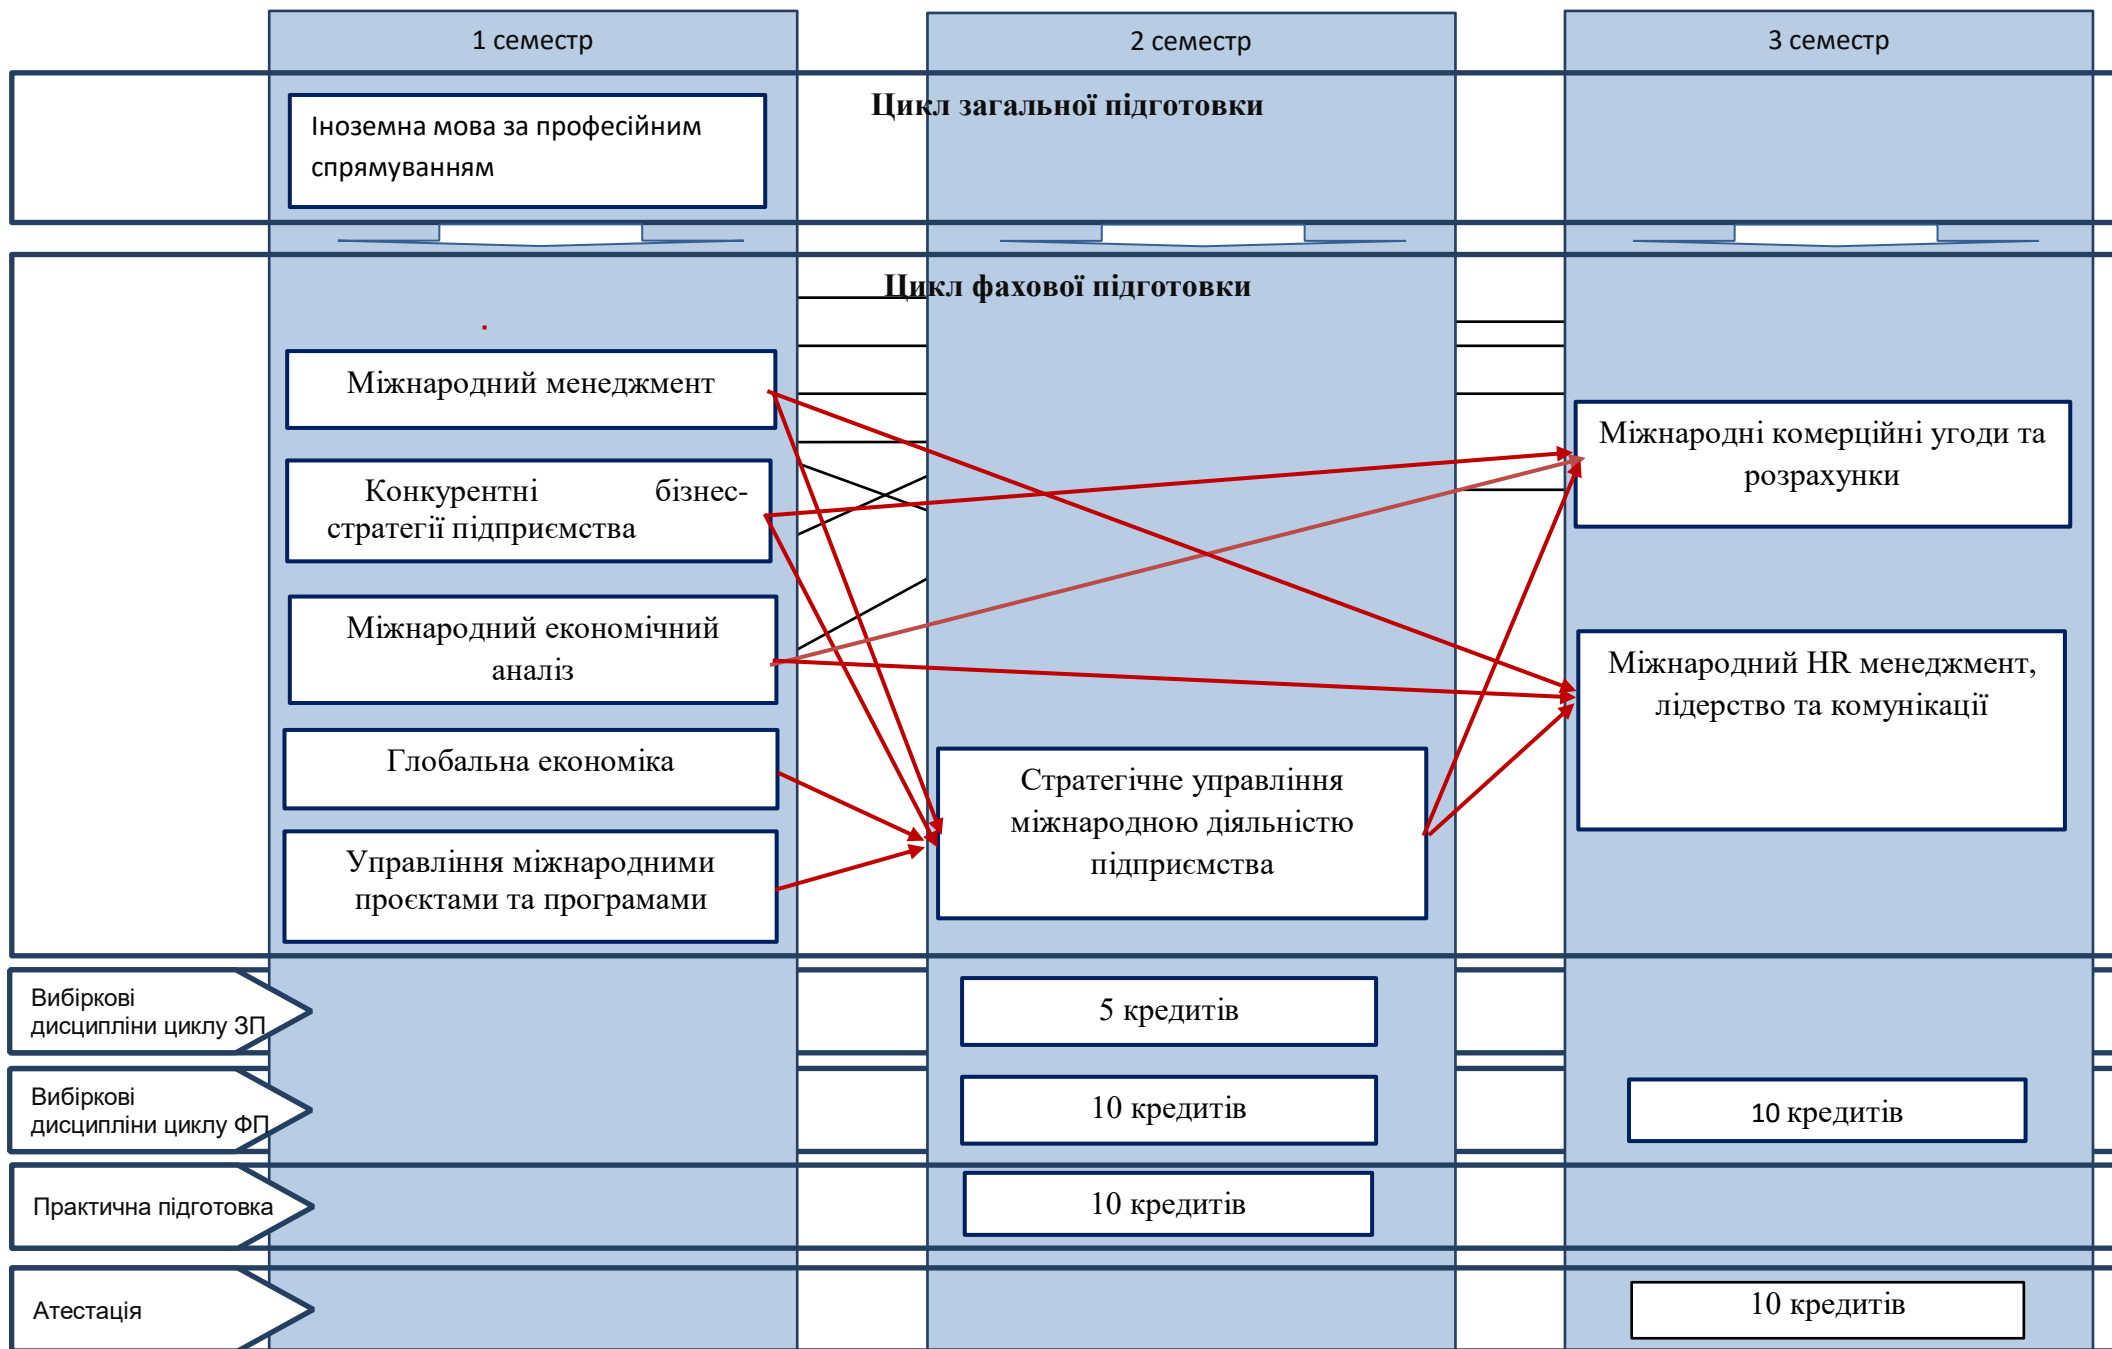 1 семестр
2 семестр
3 семестр
Цикл загальної підготовки
Іноземна мова за професійним
спрямуванням
Цикл фахової підготовки
Міжнародний менеджмент
Конкурентні бізнес-
стратегії підприємства
Міжнародний економічний
аналіз
Глобальна економіка
Управління міжнародними
проєктами та програмами
Стратегічне управління
міжнародною діяльністю
підприємства
Міжнародні комерційні угоди та
розрахунки
Міжнародний HR менеджмент,
лідерство та комунікації
Вибіркові
дисципліни циклу ЗП
5 кредитів
Вибіркові
дисципліни циклу ФП
10 кредитів
10 кредитів
Практична підготовка
10 кредитів
Атестація
10 кредитів